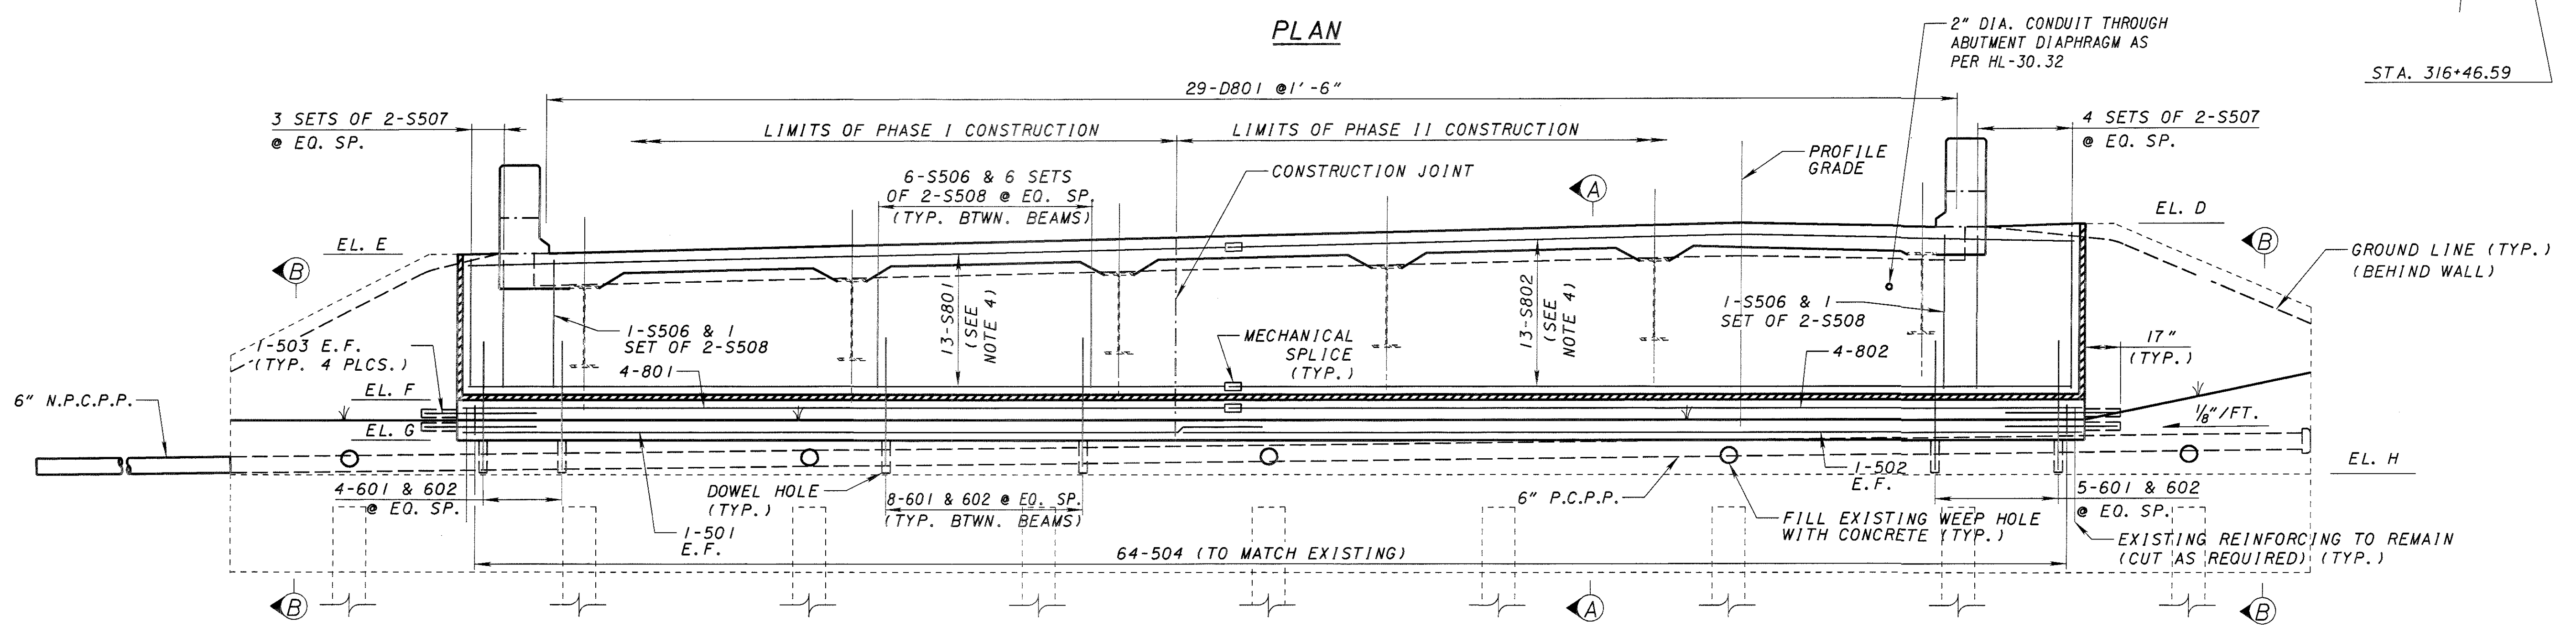 PLAN
2" DIA. CONDUIT THROUGH
ABUTMENT DIAPHRAGM AS
PER HL-30.32
STA. 316+46.59
29-D801 @1'-6"
3 SETS OF 2-S507
@ EQ. SP.
LIMITS OF PHASE I CONSTRUCTION
LIMITS OF PHASE II CONSTRUCTION
4 SETS OF 2-S507
@ EQ. SP.
PROFILE
GRADE
CONSTRUCTION JOINT
6-S506 & 6 SETS
OF 2-S508 @ EQ. SP.
(TYP. BTWN. BEAMS)
A
EL. D
EL. E
B
B
GROUND LINE (TYP.)
(BEHIND WALL)
13-S801
(SEE
NOTE 4)
13-S802
(SEE
NOTE 4)
1-S506 & 1
SET OF 2-S508
1-S506 & 1
SET OF 2-S508
MECHANICAL
SPLICE
(TYP.)
17"
(TYP.)
1-503 E.F.
(TYP. 4 PLCS.)
4-801
4-802
EL. F
6" N.P.C.P.P.
EL. G
1/8"/FT.
EL. H
4-601 & 602
@ EQ. SP.
DOWEL HOLE
(TYP.)
8-601 & 602 @ EQ. SP.
(TYP. BTWN. BEAMS)
6" P.C.P.P.
1-502
E.F.
5-601 & 602
@ EQ. SP.
1-501
E.F.
FILL EXISTING WEEP HOLE
WITH CONCRETE (TYP.)
EXISTING REINFORCING TO REMAIN
(CUT AS REQUIRED) (TYP.)
64-504 (TO MATCH EXISTING)
B
A
B